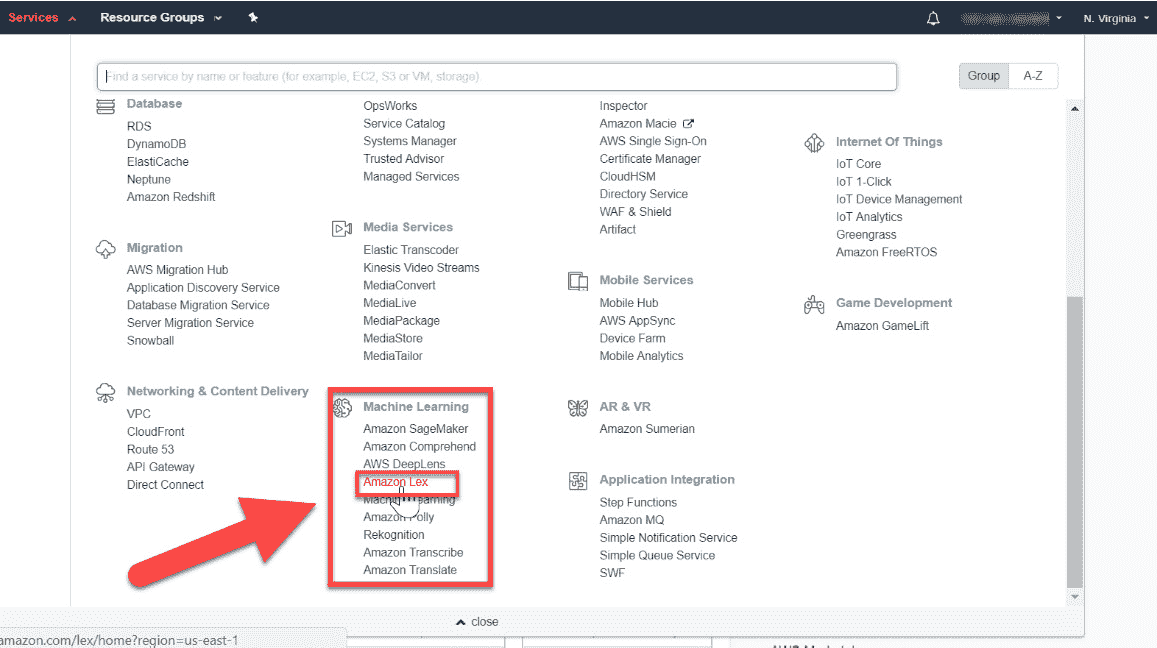 Services
Resource Groups
N. Virginia
Find a service by name or feature (for example, EC2, S3 or VM, storage).
Group
A-Z
Database
RDS
DynamoDB
ElastiCache
Neptune
Amazon Redshift
Migration
AWS Migration Hub
Application Discovery Service
Database Migration Service
Server Migration Service
Snowball
Networking & Content Delivery
VPC
CloudFront
Route 53
API Gateway
Direct Connect
OpsWorks
Service Catalog
Systems Manager
Trusted Advisor
Managed Services
Media Services
Elastic Transcoder
Kinesis Video Streams
MediaConvert
MediaLive
MediaPackage
MediaStore
MediaTailor
Machine Learning
Amazon SageMaker
Amazon Comprehend
AWS DeepLens
Amazon Lex
Machine Learning
Amazon Polly
Rekognition
Amazon Transcribe
Amazon Translate
Inspector
Amazon Macie
AWS Single Sign-On
Certificate Manager
CloudHSM
Directory Service
WAF & Shield
Artifact
Mobile Services
Mobile Hub
AWS AppSync
Device Farm
Mobile Analytics
AR & VR
Amazon Sumerian
Application Integration
Step Functions
Amazon MQ
Simple Notification Service
Simple Queue Service
SWF
Internet Of Things
IoT Core
IoT 1-Click
IoT Device Management
IoT Analytics
Greengrass
Amazon FreeRTOS
Game Development
Amazon GameLift
close
amazon.com/lex/home?region=us-east-1